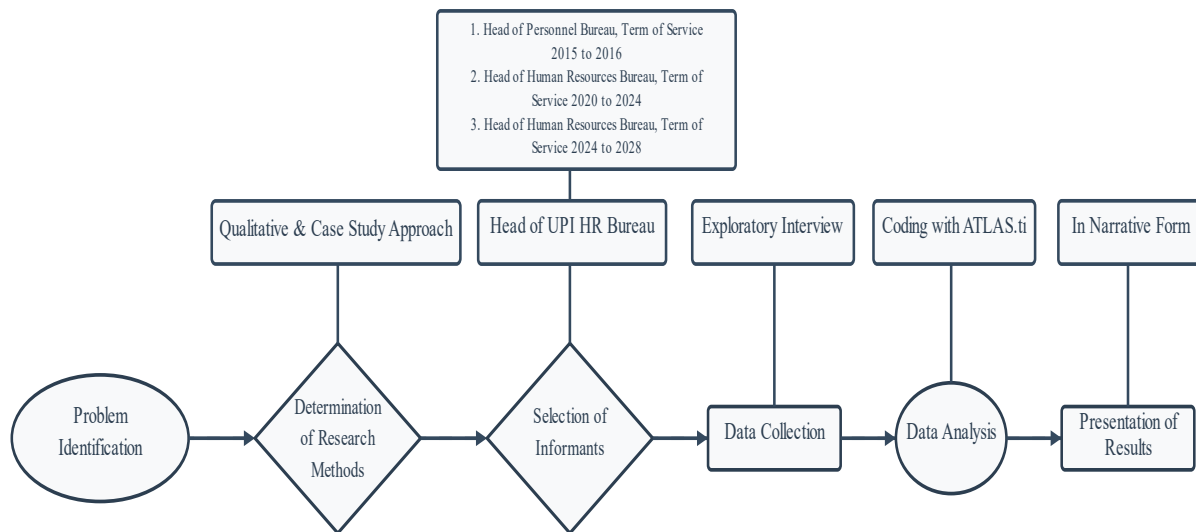 1. Head of Personnel Bureau, Term of Service
2015 to 2016
2. Head of Human Resources Bureau, Term of
Service 2020 to 2024
3. Head of Human Resources Bureau, Term of
Service 2024 to 2028
Qualitative & Case Study Approach
Head of UPI HR Bureau
Exploratory Interview
Coding with ATLAS.ti
In Narrative Form
Problem
Identification
Determination
of Research
Methods
Selection of
Informants
Data Collection
Data Analysis
Presentation of
Results